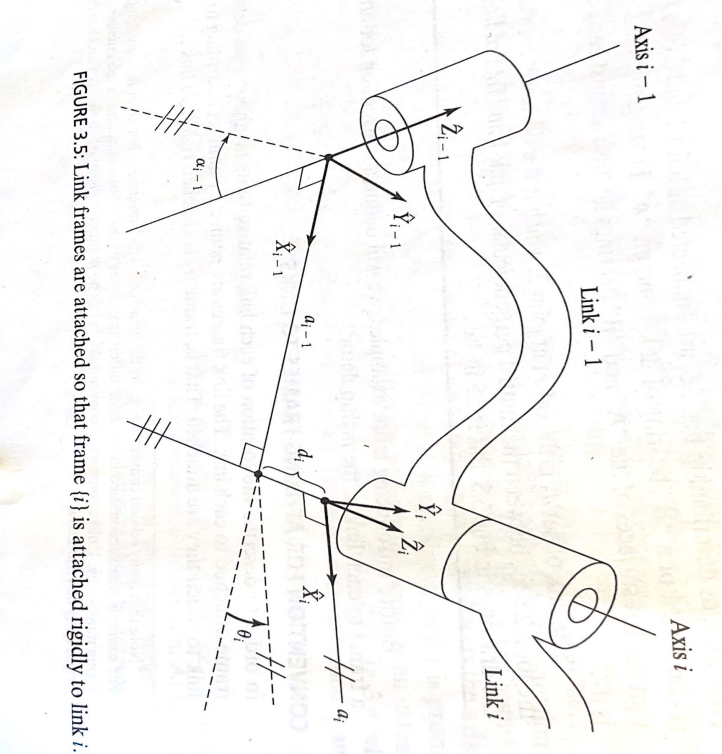 Axis i − 1
Axis i
Link i − 1
Link i
Ẑᵢ₋₁
Ŷᵢ₋₁
X̂ᵢ₋₁
αᵢ₋₁
aᵢ₋₁
dᵢ
Ŷᵢ
Ẑᵢ
X̂ᵢ
aᵢ
θᵢ
FIGURE 3.5: Link frames are attached so that frame {i} is attached rigidly to link i.